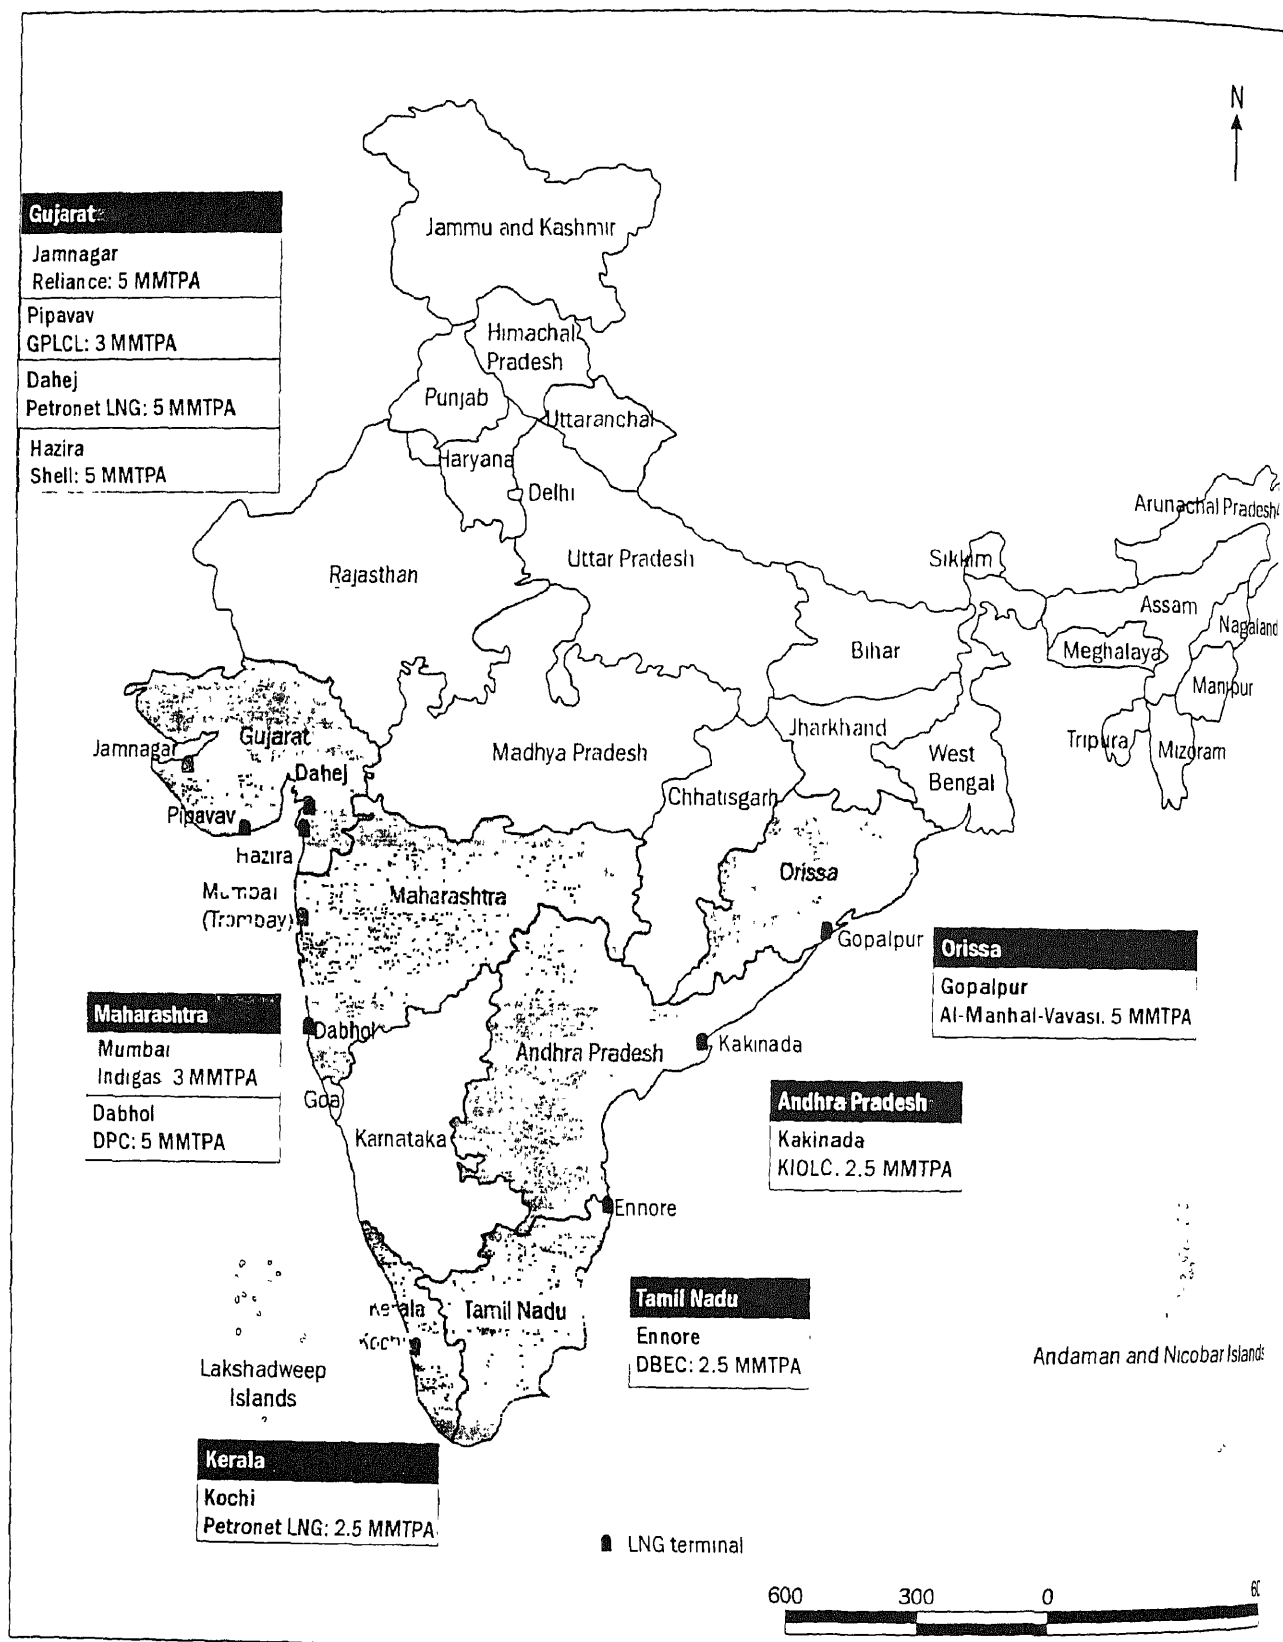 N
Gujarat
Jamnagar
Reliance: 5 MMTPA
Pipavav
GPLCL: 3 MMTPA
Dahej
Petronet LNG: 5 MMTPA
Hazira
Shell: 5 MMTPA
Jammu and Kashmir
Himachal
Pradesh
Punjab
Uttaranchal
Haryana
Delhi
Arunachal Pradesh
Rajasthan
Uttar Pradesh
Sikkim
Assam
Nagaland
Bihar
Meghalaya
Manipur
Gujarat
Jamnagar
Dahej
Madhya Pradesh
Jharkhand
West
Bengal
Tripura
Mizoram
Chhatisgarh
Pipavav
Hazira
Mumbai
(Trombay)
Maharashtra
Orissa
Gopalpur
Orissa
Gopalpur
Al-Manhal-Vavasi. 5 MMTPA
Maharashtra
Mumbai
Indigas 3 MMTPA
Dabhol
DPC: 5 MMTPA
Dabhol
Goa
Karnataka
Andhra Pradesh
Kakinada
Andhra Pradesh
Kakinada
KIOLC. 2.5 MMTPA
Ennore
Tamil Nadu
Ennore
DBEC: 2.5 MMTPA
Kerala
Tamil Nadu
Kochi
Lakshadweep
Islands
Andaman and Nicobar Islands
Kerala
Kochi
Petronet LNG: 2.5 MMTPA
LNG terminal
600 300 0